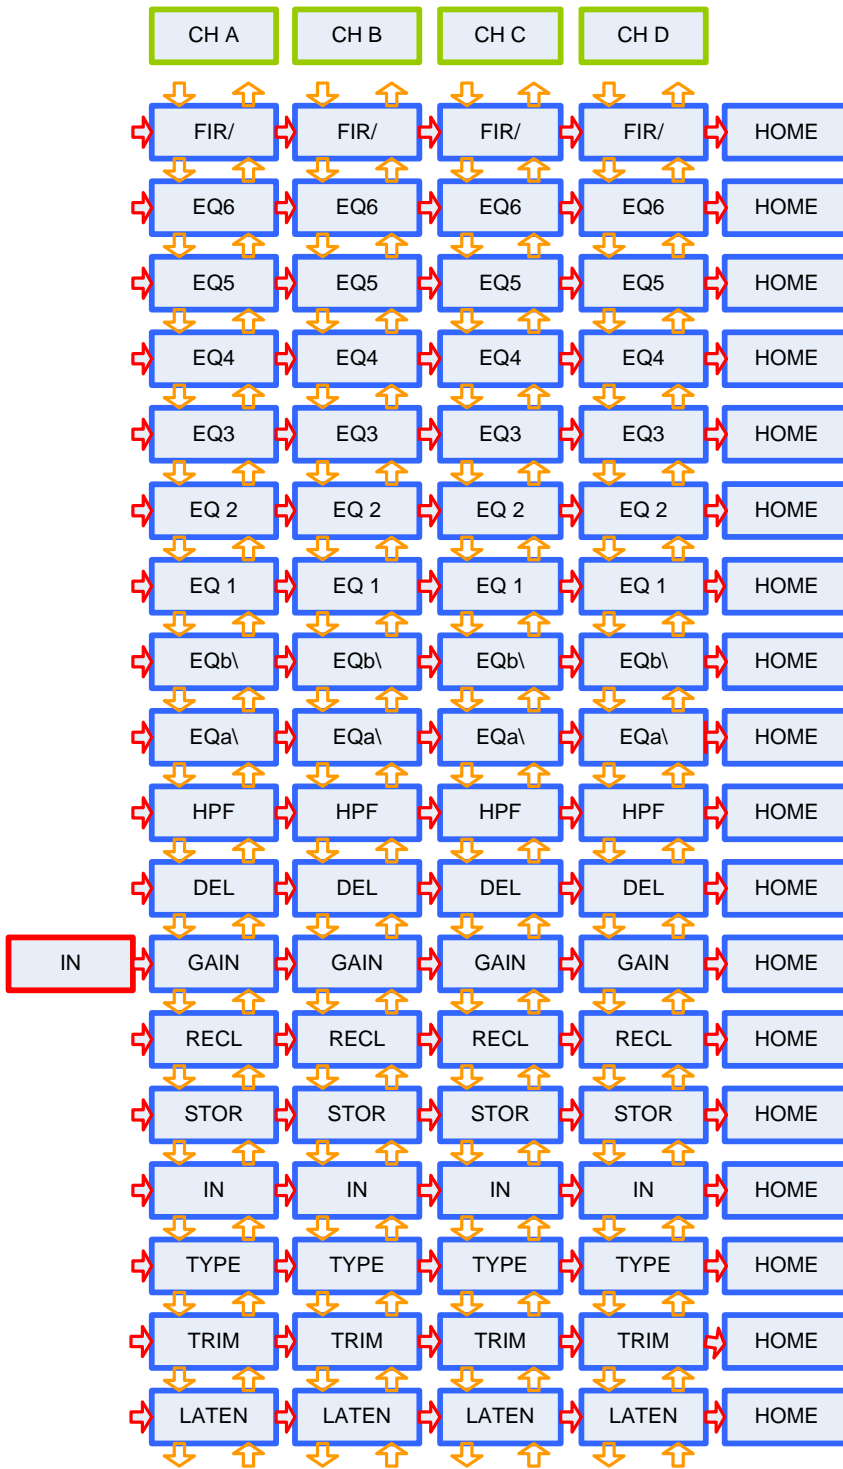 CH A CH B CH C CH D
FIR/ FIR/ FIR/ FIR/ HOME
EQ6 EQ6 EQ6 EQ6 HOME
EQ5 EQ5 EQ5 EQ5 HOME
EQ4 EQ4 EQ4 EQ4 HOME
EQ3 EQ3 EQ3 EQ3 HOME
EQ 2 EQ 2 EQ 2 EQ 2 HOME
EQ 1 EQ 1 EQ 1 EQ 1 HOME
EQb\ EQb\ EQb\ EQb\ HOME
EQa\ EQa\ EQa\ EQa\ HOME
HPF HPF HPF HPF HOME
DEL DEL DEL DEL HOME
IN GAIN GAIN GAIN GAIN HOME
RECL RECL RECL RECL HOME
STOR STOR STOR STOR HOME
IN IN IN IN HOME
TYPE TYPE TYPE TYPE HOME
TRIM TRIM TRIM TRIM HOME
LATEN LATEN LATEN LATEN HOME